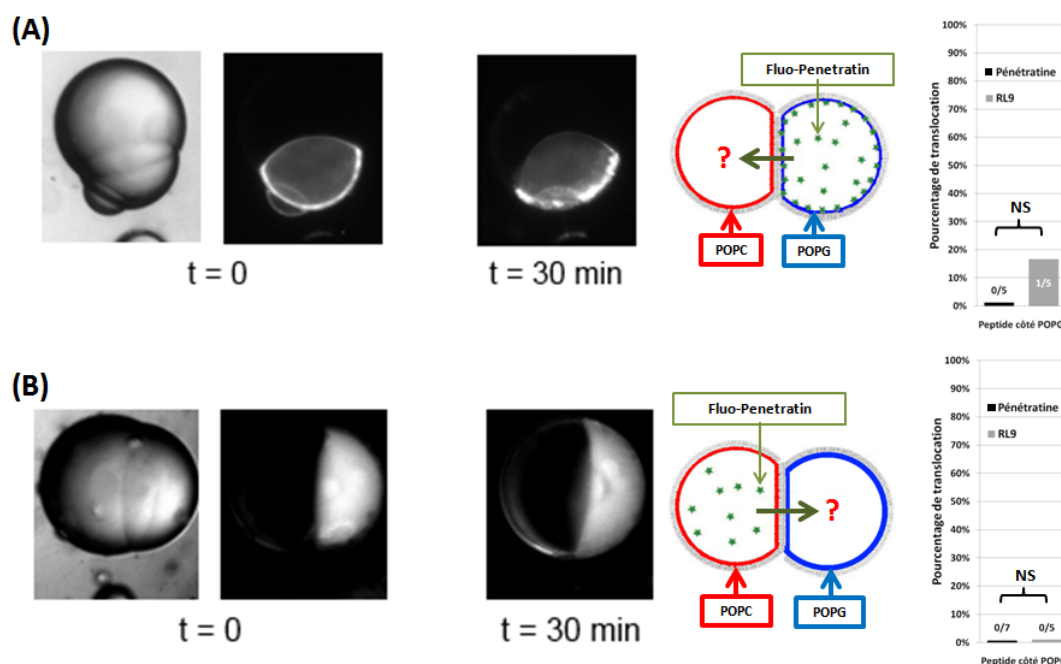 (A)
t = 0
t = 30 min
Fluo-Penetratin
?
POPC
POPG
Pourcentage de translocation
100%
90%
80%
70%
60%
50%
40%
30%
20%
10%
0%
Pénétratine
RL9
NS
0/5
1/5
Peptide côté POPG
(B)
t = 0
t = 30 min
Fluo-Penetratin
?
POPC
POPG
Pourcentage de translocation
100%
90%
80%
70%
60%
50%
40%
30%
20%
10%
0%
Pénétratine
RL9
NS
0/7
0/5
Peptide côté